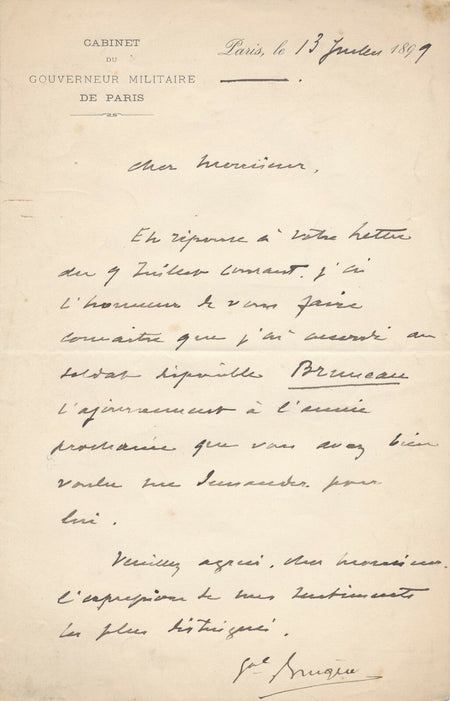 CABINET
DU
GOUVERNEUR MILITAIRE
DE PARIS
Paris, le 13 Juillet 1899
Cher Monsieur,
En réponse à votre lettre
du 9 Juillet courant, j'ai
l'honneur de vous faire
connaître que j'ai accordé au
soldat disponible Bruneau
l'ajournement à l'année
prochaine que vous avez bien
voulu me demander pour
lui.
Veuillez agréer, cher Monsieur,
l'expression de mes sentiments
les plus distingués.
Gal Brugère